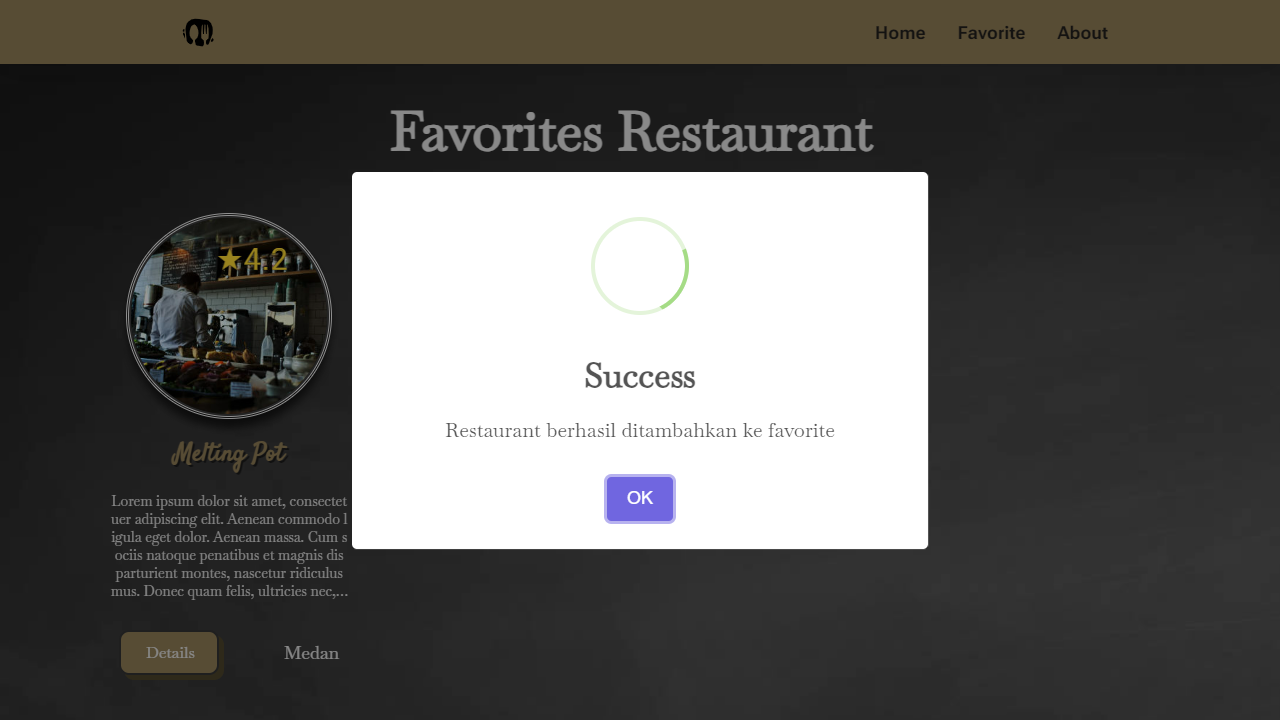 Home Favorite About
Favorites Restaurant
★4.2
Success
Restaurant berhasil ditambahkan ke favorite
OK
Melting Pot
Lorem ipsum dolor sit amet, consectet
uer adipiscing elit. Aenean commodo l
igula eget dolor. Aenean massa. Cum s
ociis natoque penatibus et magnis dis
parturient montes, nascetur ridiculus
mus. Donec quam felis, ultricies nec,...
Details Medan